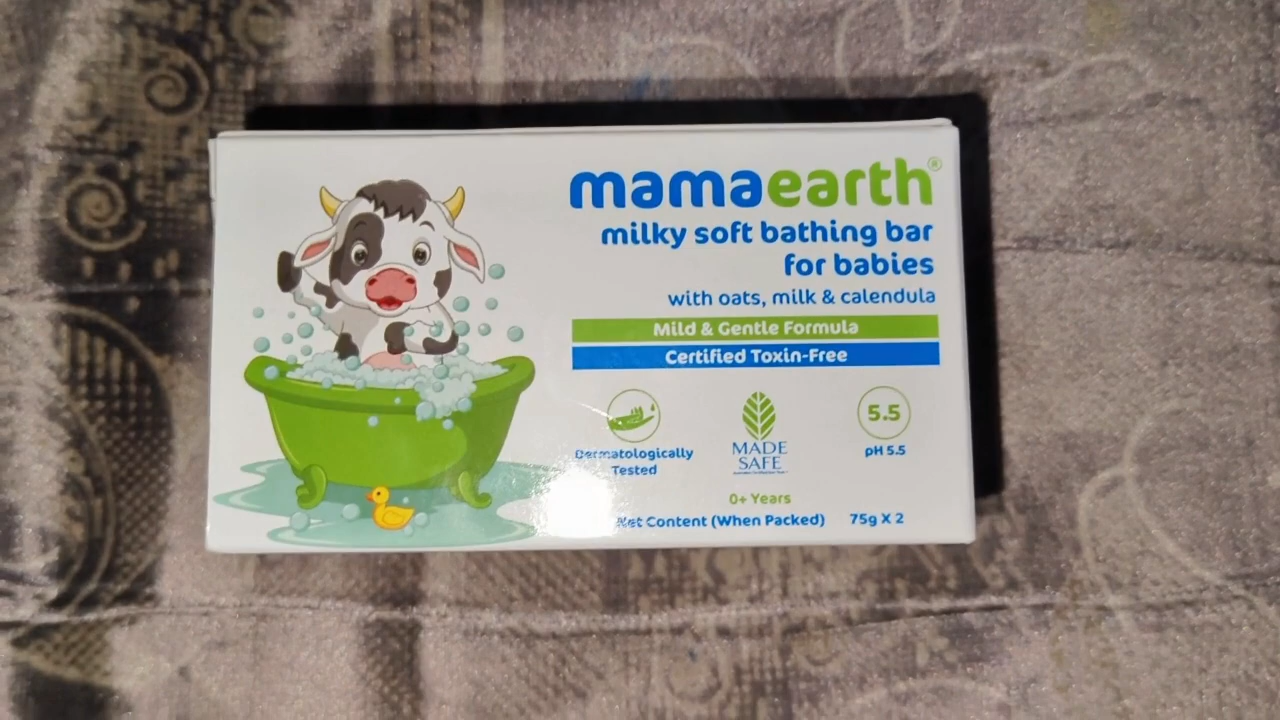 mamaearth®
milky soft bathing bar
for babies
with oats, milk & calendula
Mild & Gentle Formula
Certified Toxin-Free
Dermatologically
Tested
MADE
SAFE
5.5
pH 5.5
0+ Years
Net Content (When Packed) 75g X 2